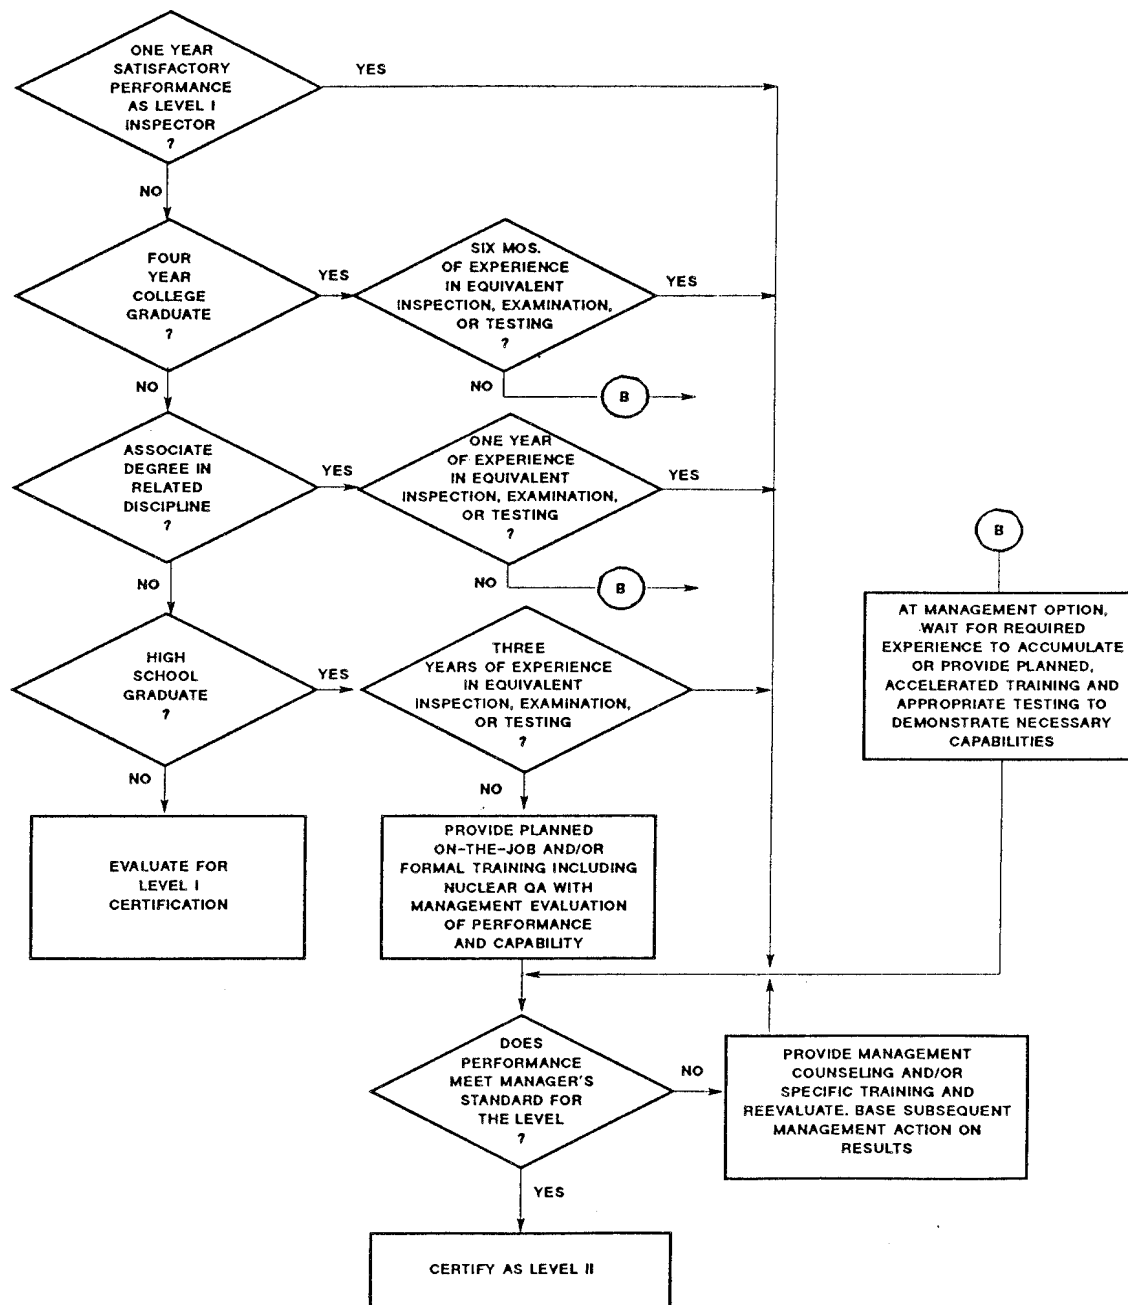 ONE YEAR
SATISFACTORY
PERFORMANCE
AS LEVEL I
INSPECTOR
?
YES
NO
FOUR
YEAR
COLLEGE
GRADUATE
?
YES
SIX MOS.
OF EXPERIENCE
IN EQUIVALENT
INSPECTION, EXAMINATION,
OR TESTING
?
YES
NO
B
NO
ASSOCIATE
DEGREE IN
RELATED
DISCIPLINE
?
YES
ONE YEAR
OF EXPERIENCE
IN EQUIVALENT
INSPECTION, EXAMINATION,
OR TESTING
?
YES
NO
B
NO
B
AT MANAGEMENT OPTION,
WAIT FOR REQUIRED
EXPERIENCE TO ACCUMULATE
OR PROVIDE PLANNED,
ACCELERATED TRAINING AND
APPROPRIATE TESTING TO
DEMONSTRATE NECESSARY
CAPABILITIES
HIGH
SCHOOL
GRADUATE
?
YES
THREE
YEARS OF EXPERIENCE
IN EQUIVALENT
INSPECTION, EXAMINATION,
OR TESTING
?
NO
NO
EVALUATE FOR
LEVEL I
CERTIFICATION
PROVIDE PLANNED
ON-THE-JOB AND/OR
FORMAL TRAINING INCLUDING
NUCLEAR QA WITH
MANAGEMENT EVALUATION
OF PERFORMANCE
AND CAPABILITY
DOES
PERFORMANCE
MEET MANAGER'S
STANDARD FOR
THE LEVEL
?
NO
PROVIDE MANAGEMENT
COUNSELING AND/OR
SPECIFIC TRAINING AND
REEVALUATE. BASE SUBSEQUENT
MANAGEMENT ACTION ON
RESULTS
YES
CERTIFY AS LEVEL II